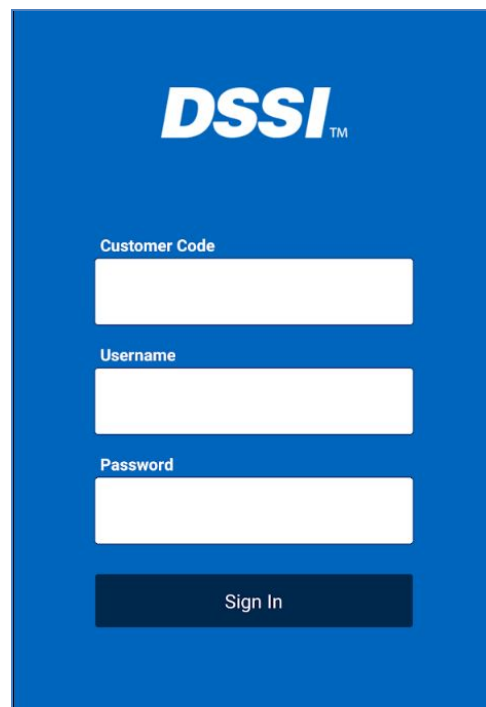 DSSI™
Customer Code
Username
Password
Sign In